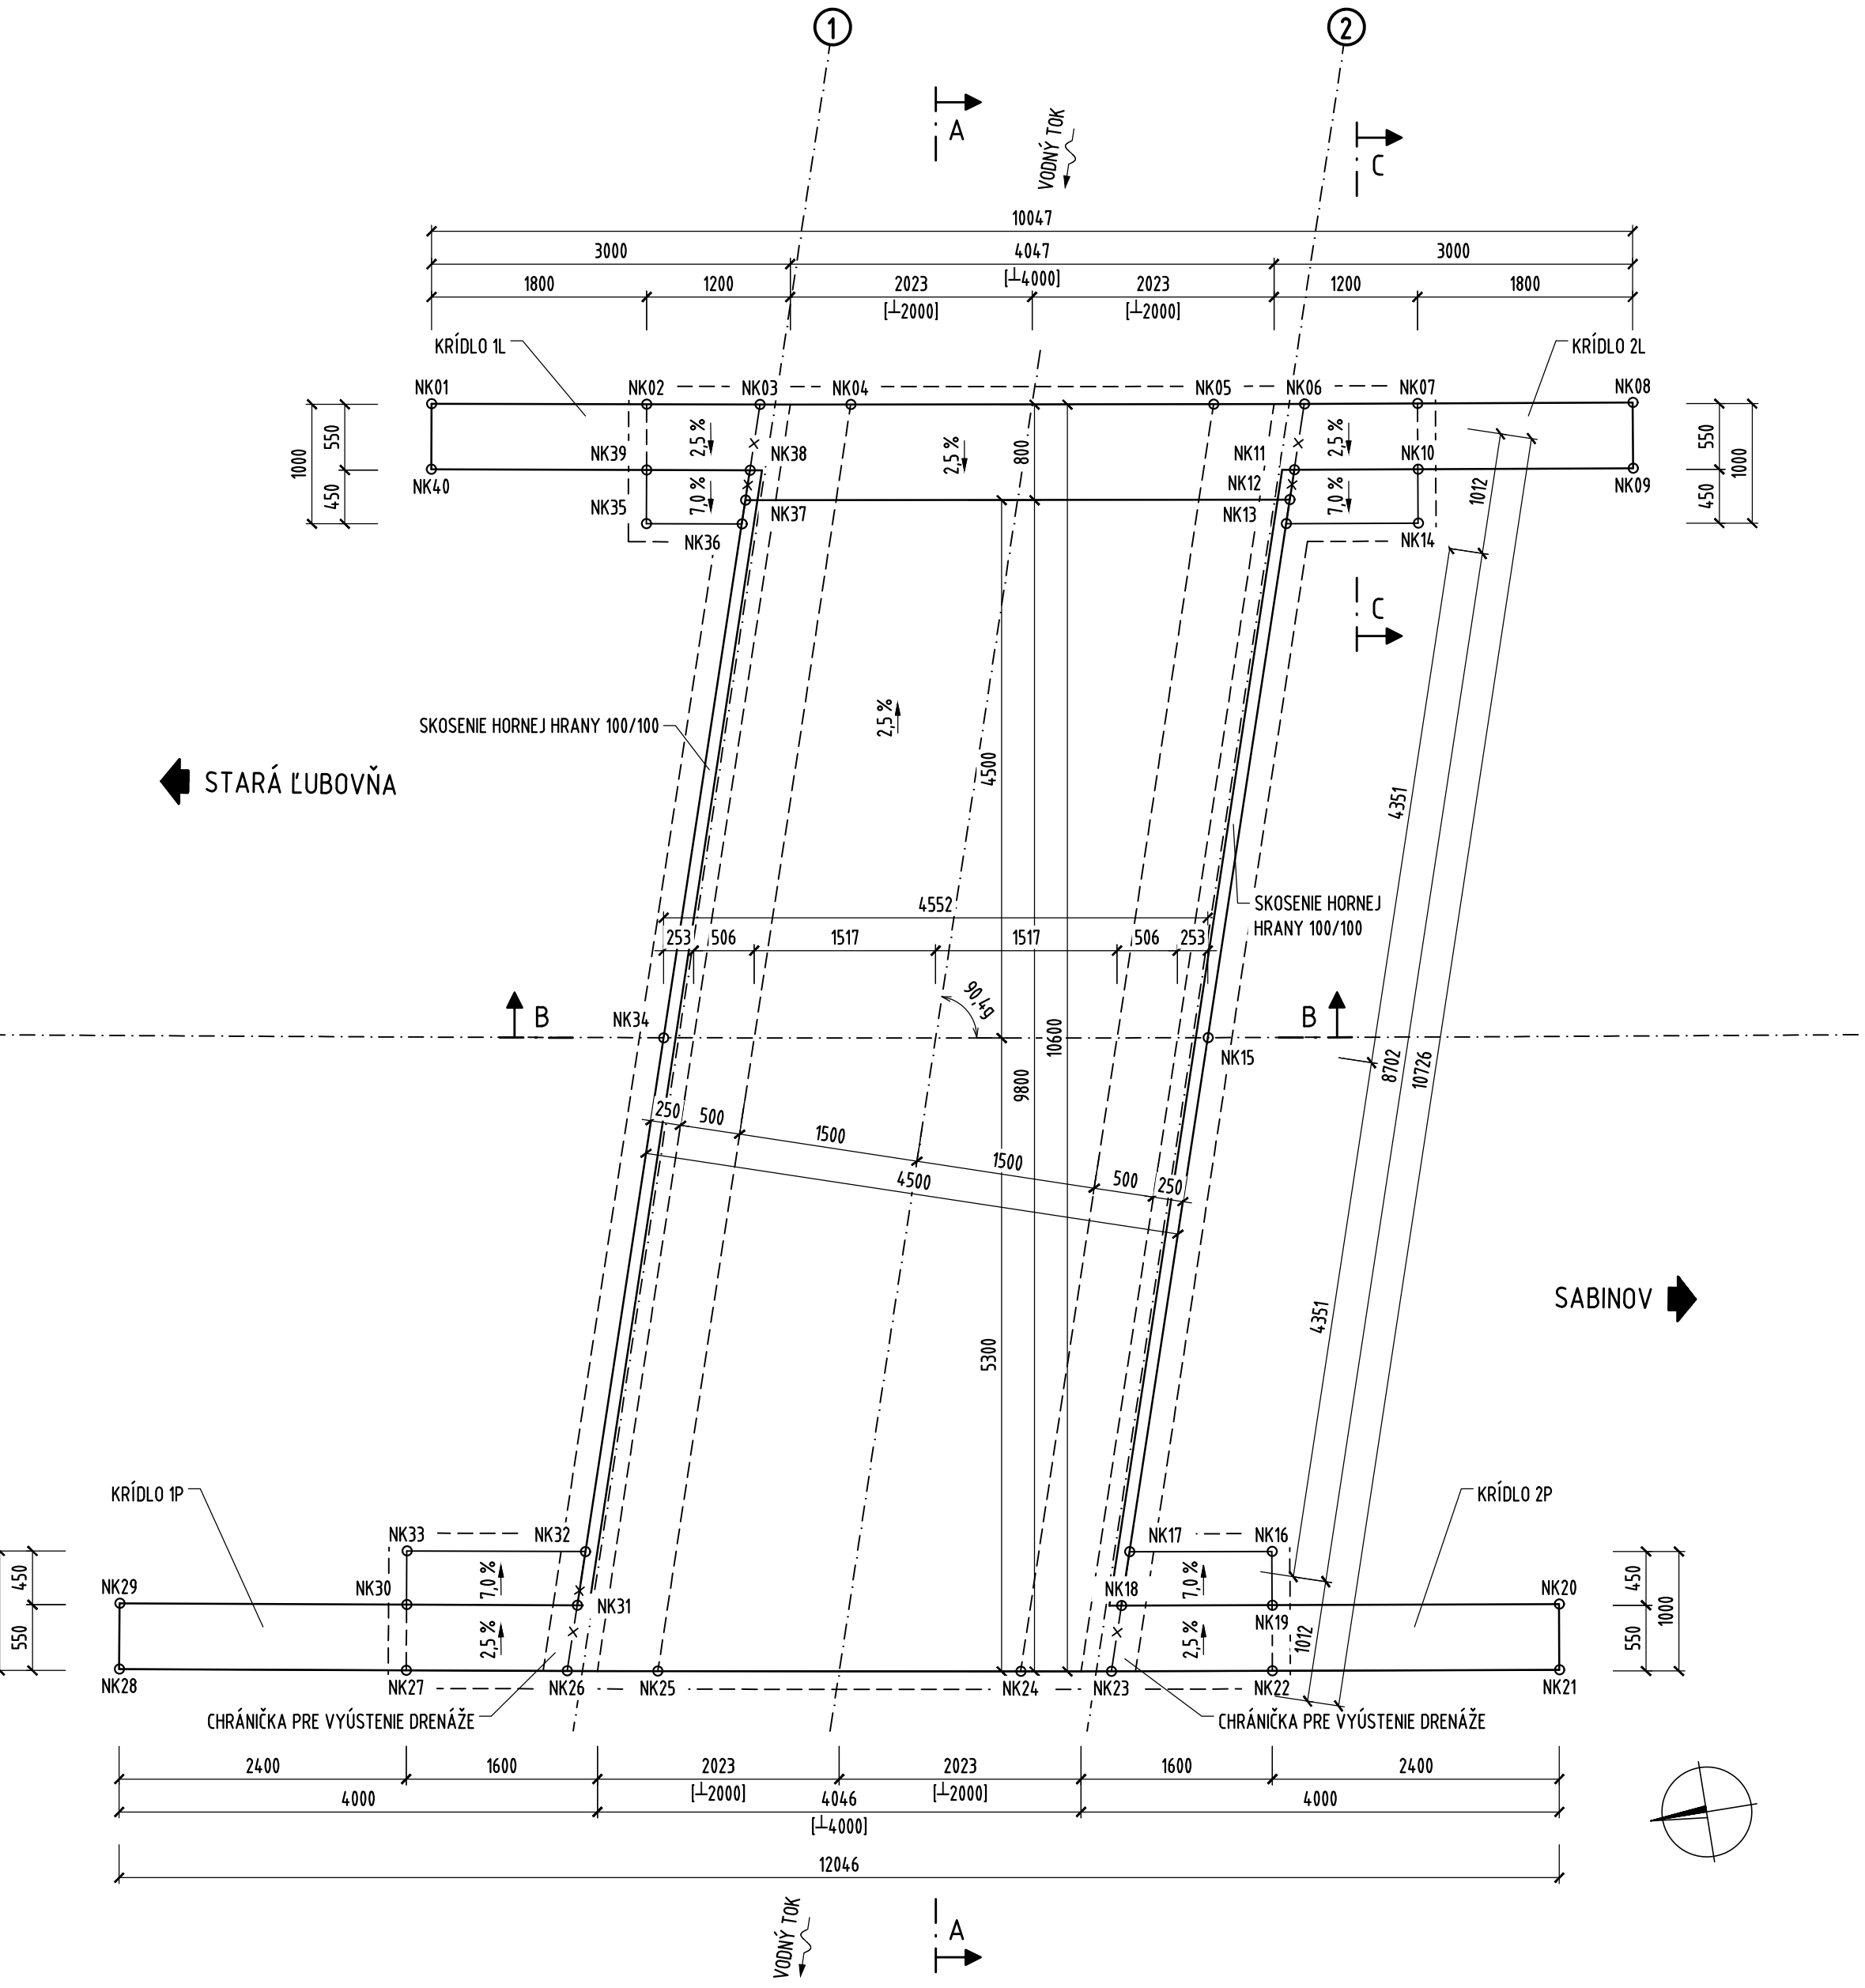 1
2
A
VODNÝ TOK
C
10047
3000
4047
3000
[⊥4000]
1800
1200
2023
2023
1200
1800
[⊥2000]
[⊥2000]
KRÍDLO 1L
KRÍDLO 2L
NK01
NK02
NK03
NK04
NK05
NK06
NK07
NK08
1000
550
450
2,5 %
2,5 %
800
2,5 %
550
450
1000
NK39
NK38
NK11
NK10
NK40
7,0 %
NK12
7,0 %
NK09
NK35
NK37
NK13
NK36
NK14
1012
C
SKOSENIE HORNEJ HRANY 100/100
2,5 %
4500
STARÁ ĽUBOVŇA
4351
4552
SKOSENIE HORNEJ
HRANY 100/100
253
506
1517
1517
506
253
90,4g
NK34
B
B
NK15
10600
9800
8702
10726
250
500
1500
1500
500
250
4500
SABINOV
4351
5300
KRÍDLO 1P
KRÍDLO 2P
NK33
NK32
NK17
NK16
450
550
7,0 %
7,0 %
450
550
1000
NK29
NK30
NK31
NK18
NK19
NK20
2,5 %
2,5 %
1012
NK28
NK27
NK26
NK25
NK24
NK23
NK22
NK21
CHRÁNIČKA PRE VYÚSTENIE DRENÁŽE
CHRÁNIČKA PRE VYÚSTENIE DRENÁŽE
2400
1600
2023
2023
1600
2400
[⊥2000]
[⊥2000]
4000
4046
4000
[⊥4000]
12046
VODNÝ TOK
A